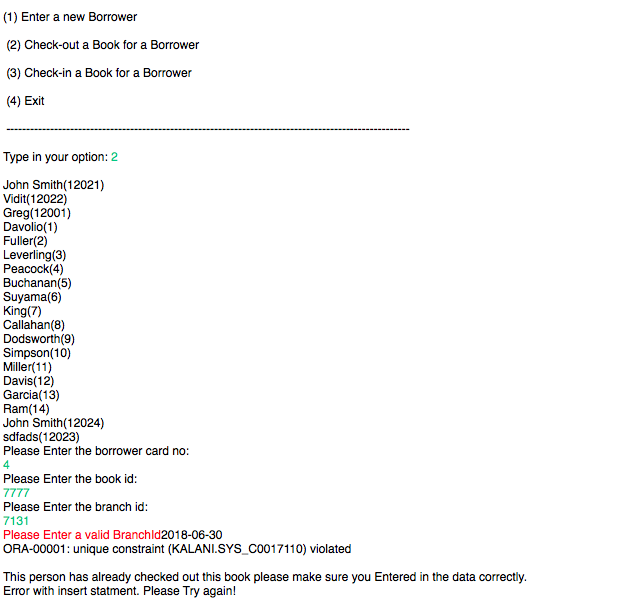 (1) Enter a new Borrower
(2) Check-out a Book for a Borrower
(3) Check-in a Book for a Borrower
(4) Exit
-----------------------------------------------------------------------------------------------------
Type in your option: 2
John Smith(12021)
Vidit(12022)
Greg(12001)
Davolio(1)
Fuller(2)
Leverling(3)
Peacock(4)
Buchanan(5)
Suyama(6)
King(7)
Callahan(8)
Dodsworth(9)
Simpson(10)
Miller(11)
Davis(12)
Garcia(13)
Ram(14)
John Smith(12024)
sdfads(12023)
Please Enter the borrower card no:
4
Please Enter the book id:
7777
Please Enter the branch id:
7131
Please Enter a valid BranchId2018-06-30
ORA-00001: unique constraint (KALANI.SYS_C0017110) violated
This person has already checked out this book please make sure you Entered in the data correctly.
Error with insert statment. Please Try again!